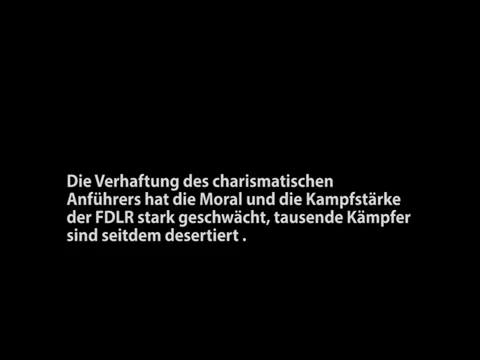 Die Verhaftung des charismatischen
Anführers hat die Moral und die Kampfstärke
der FDLR stark geschwächt, tausende Kämpfer
sind seitdem desertiert .